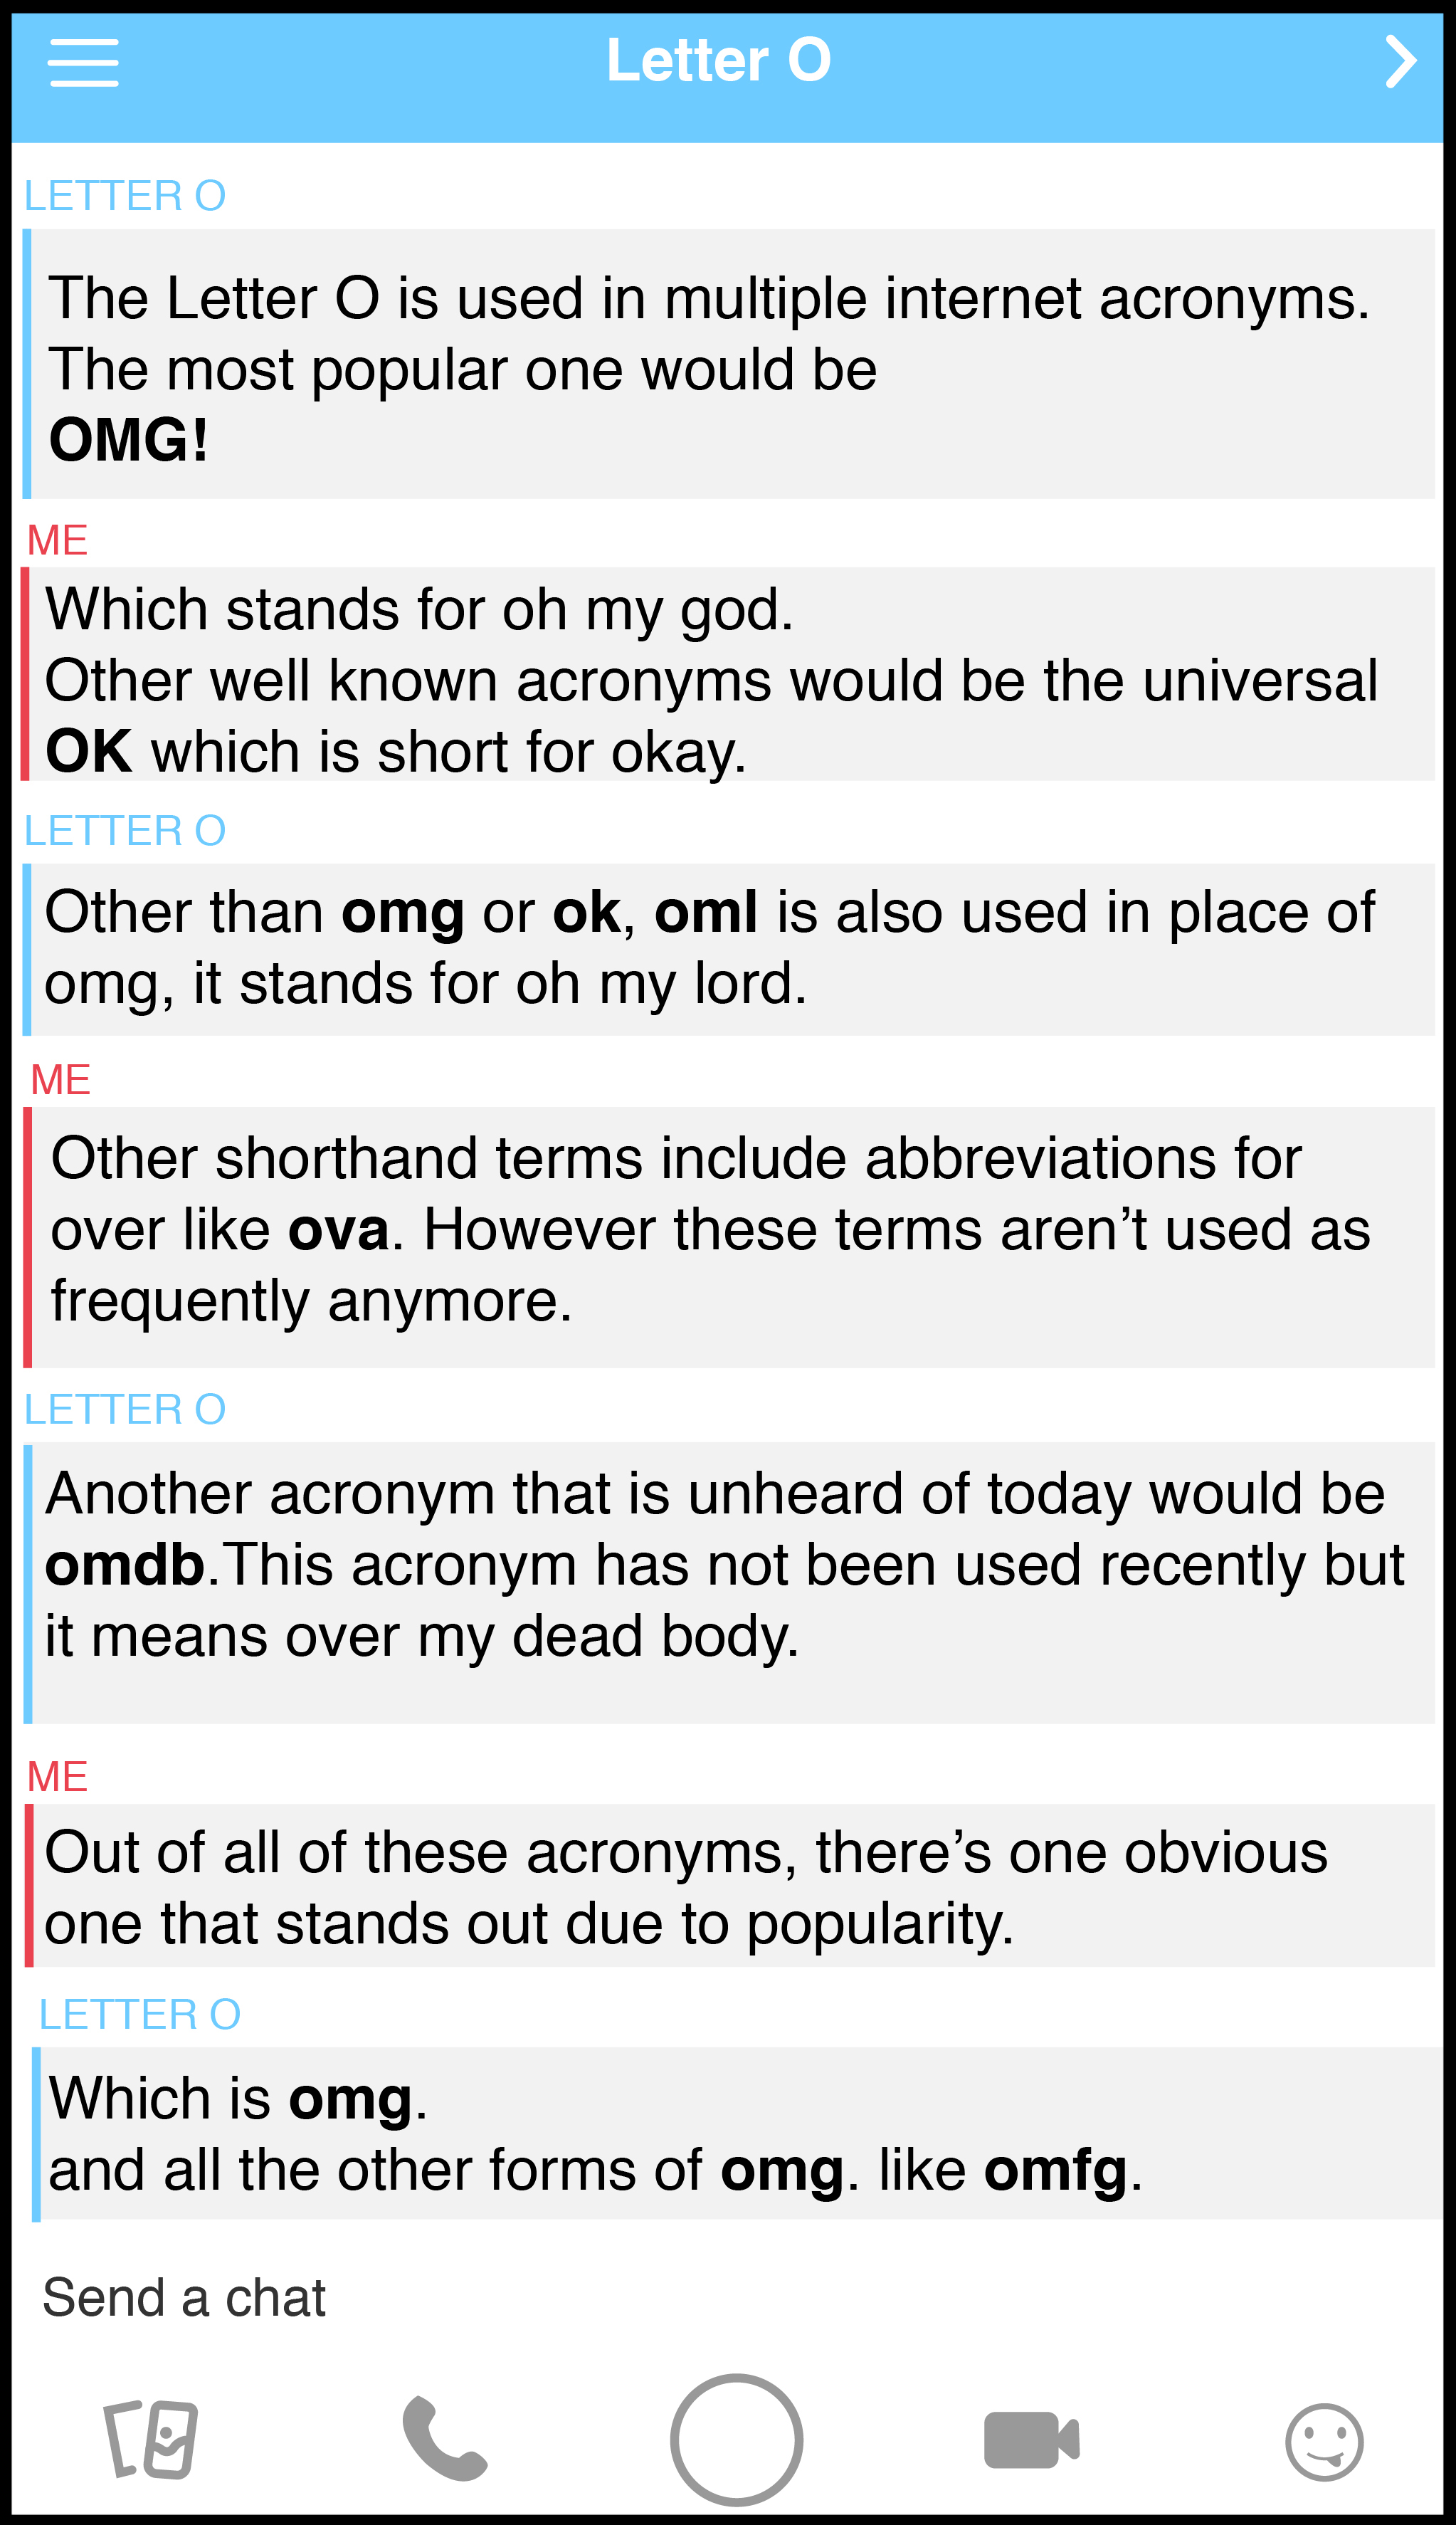 Letter O
LETTER O
The Letter O is used in multiple internet acronyms.
The most popular one would be
OMG!
ME
Which stands for oh my god.
Other well known acronyms would be the universal
OK which is short for okay.
LETTER O
Other than omg or ok, oml is also used in place of
omg, it stands for oh my lord.
ME
Other shorthand terms include abbreviations for
over like ova. However these terms aren’t used as
frequently anymore.
LETTER O
Another acronym that is unheard of today would be
omdb.This acronym has not been used recently but
it means over my dead body.
ME
Out of all of these acronyms, there’s one obvious
one that stands out due to popularity.
LETTER O
Which is omg.
and all the other forms of omg. like omfg.
Send a chat